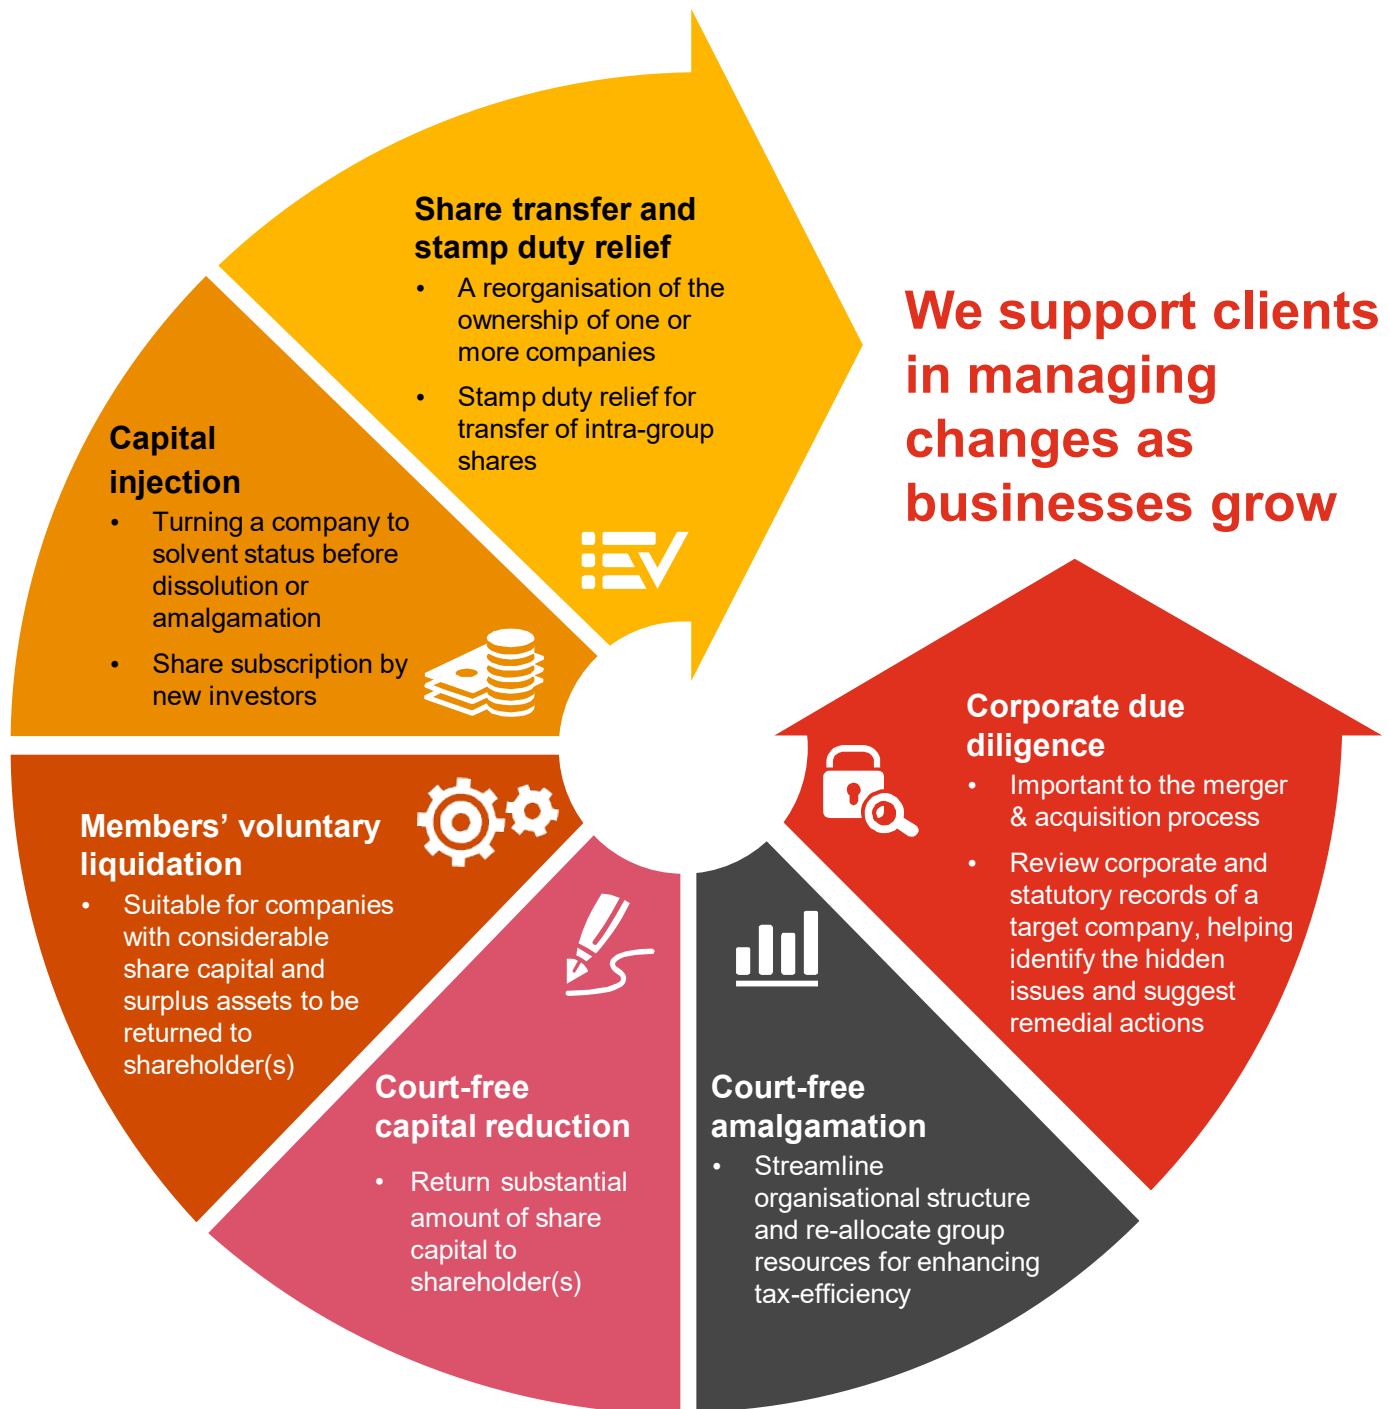 Share transfer and
stamp duty relief
• A reorganisation of the
ownership of one or
more companies
• Stamp duty relief for
transfer of intra-group
shares
We support clients
in managing
changes as
businesses grow
Capital
injection
• Turning a company to
solvent status before
dissolution or
amalgamation
• Share subscription by
new investors
Corporate due
diligence
• Important to the merger
& acquisition process
• Review corporate and
statutory records of a
target company, helping
identify the hidden
issues and suggest
remedial actions
Members’ voluntary
liquidation
• Suitable for companies
with considerable
share capital and
surplus assets to be
returned to
shareholder(s)
Court-free
capital reduction
• Return substantial
amount of share
capital to
shareholder(s)
Court-free
amalgamation
• Streamline
organisational structure
and re-allocate group
resources for enhancing
tax-efficiency